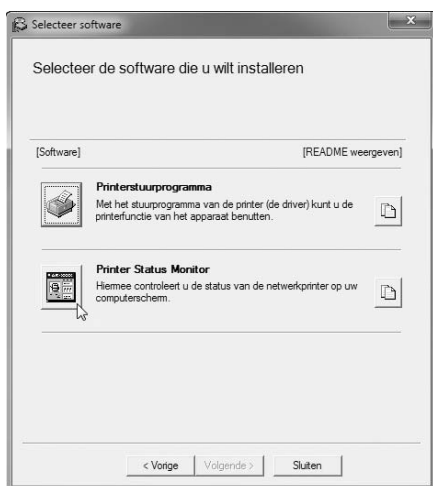 Selecteer software
Selecteer de software die u wilt installeren
[Software]
[README weergeven]
Printerstuurprogramma
Met het stuurprogramma van de printer (de driver) kunt u de
printerfunctie van het apparaat benutten.
Printer Status Monitor
Hiermee controleert u de status van de netwerkprinter op uw
computerscherm.
< Vorige
Volgende >
Sluiten